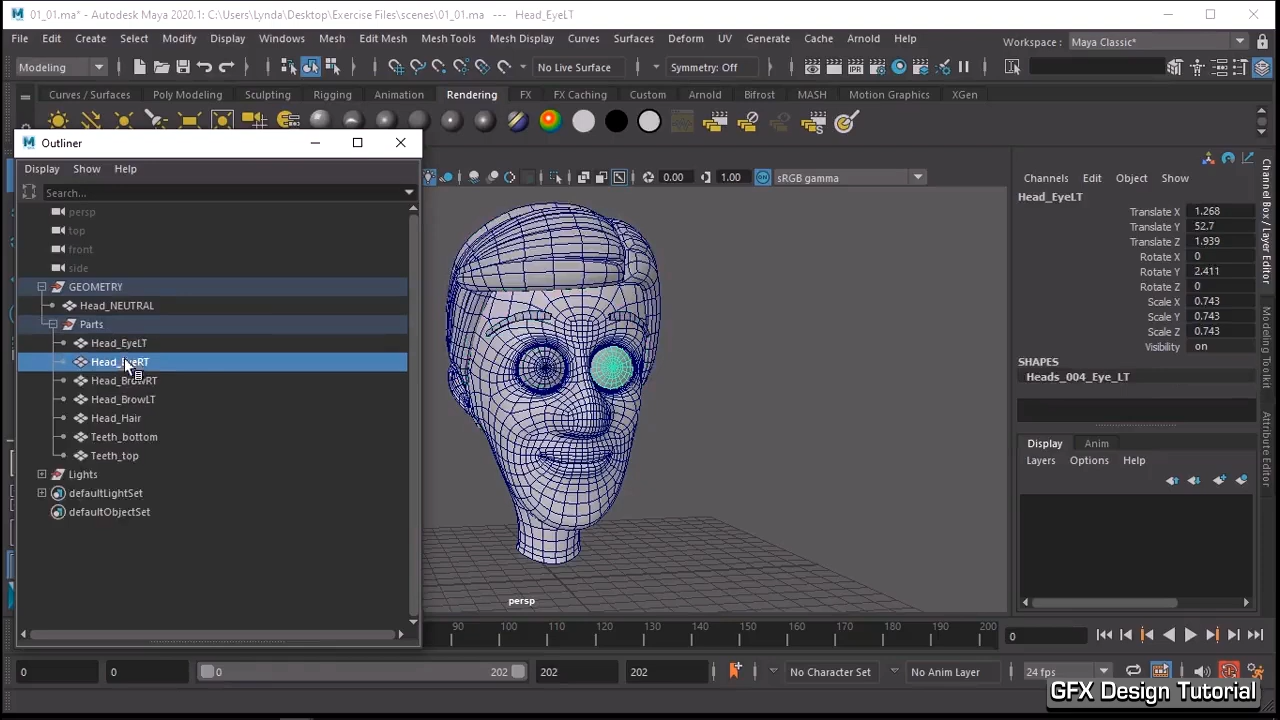 01_01.ma* - Autodesk Maya 2020.1: C:\Users\Lynda\Desktop\Exercise Files\scenes\01_01.ma --- Head_EyeLT
File Edit Create Select Modify Display Windows Mesh Edit Mesh Mesh Tools Mesh Display Curves Surfaces Deform UV Generate Cache Arnold Help
Workspace : Maya Classic*
Modeling No Live Surface Symmetry: Off
Curves / Surfaces Poly Modeling Sculpting Rigging Animation Rendering FX FX Caching Custom Arnold Bifrost MASH Motion Graphics XGen
Outliner
Display Show Help
Search...
persp
top
front
side
GEOMETRY
Head_NEUTRAL
Parts
Head_EyeLT
Head_EyeRT
Head_BrowRT
Head_BrowLT
Head_Hair
Teeth_bottom
Teeth_top
Lights
defaultLightSet
defaultObjectSet
0.00 1.00 sRGB gamma
persp
Channels Edit Object Show
Head_EyeLT
Translate X 1.268
Translate Y 52.7
Translate Z 1.939
Rotate X 0
Rotate Y 2.411
Rotate Z 0
Scale X 0.743
Scale Y 0.743
Scale Z 0.743
Visibility on
SHAPES
Heads_004_Eye_LT
Display Anim
Layers Options Help
Channel Box / Layer Editor
Attribute Editor
90 100 110 120 130 140 150 160 170 180 190 200
0
0 0 0 202 202 202 No Character Set No Anim Layer 24 fps
GFX Design Tutorial